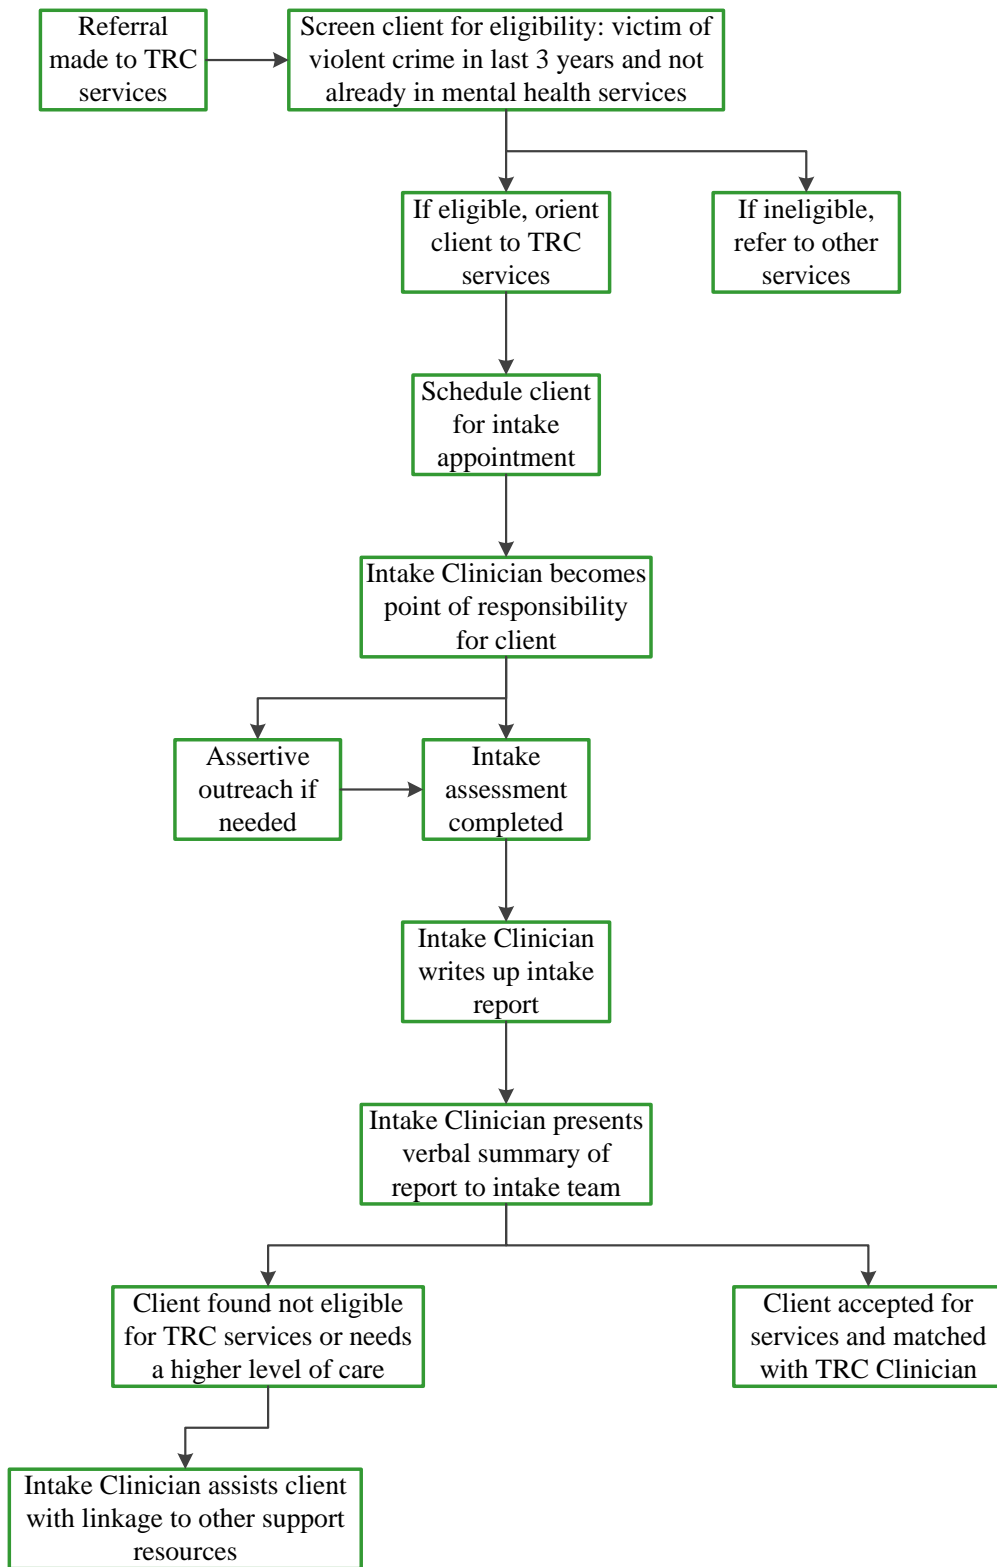 Referral
made to TRC
services
Screen client for eligibility: victim of
violent crime in last 3 years and not
already in mental health services
If eligible, orient
client to TRC
services
If ineligible,
refer to other
services
Schedule client
for intake
appointment
Intake Clinician becomes
point of responsibility
for client
Assertive
outreach if
needed
Intake
assessment
completed
Intake Clinician
writes up intake
report
Intake Clinician presents
verbal summary of
report to intake team
Client found not eligible
for TRC services or needs
a higher level of care
Client accepted for
services and matched
with TRC Clinician
Intake Clinician assists client
with linkage to other support
resources